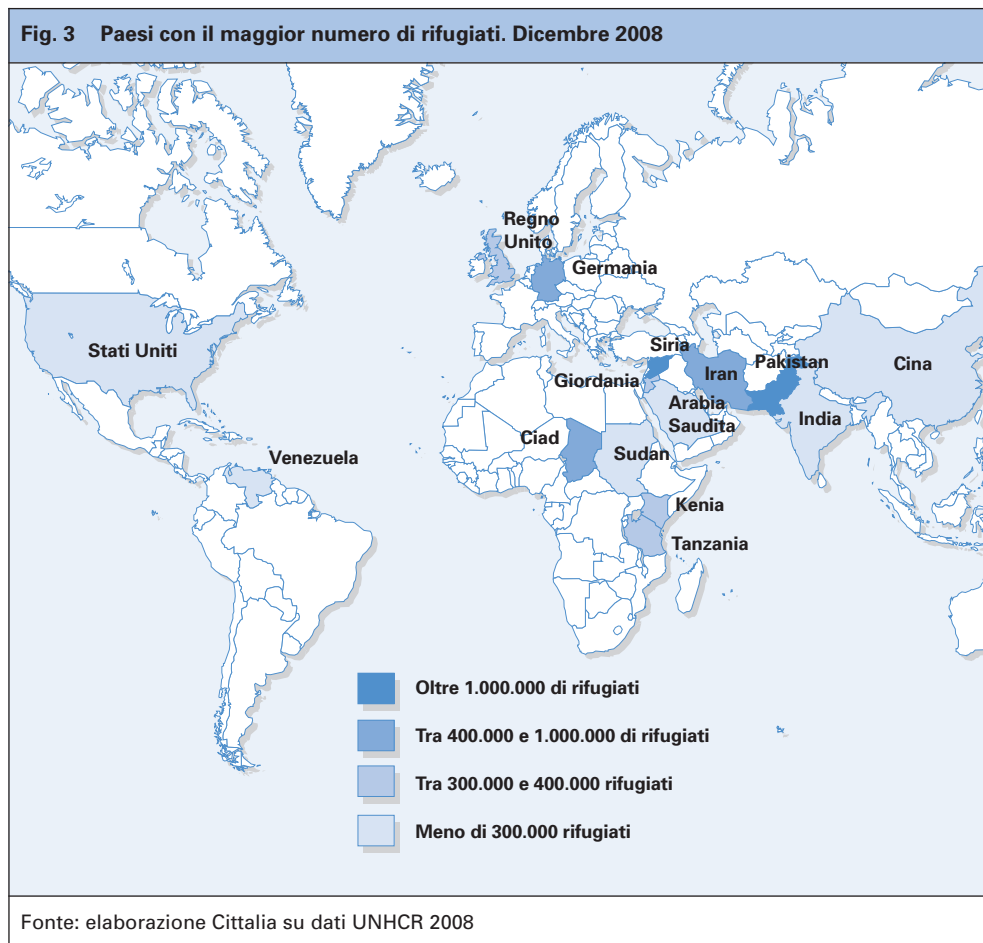 Fig. 3 Paesi con il maggior numero di rifugiati. Dicembre 2008
Regno
Unito
Germania
Stati Uniti
Siria
Iran
Pakistan
Cina
Giordania
Arabia
Saudita
India
Ciad
Sudan
Venezuela
Kenia
Tanzania
Oltre 1.000.000 di rifugiati
Tra 400.000 e 1.000.000 di rifugiati
Tra 300.000 e 400.000 rifugiati
Meno di 300.000 rifugiati
Fonte: elaborazione Cittalia su dati UNHCR 2008